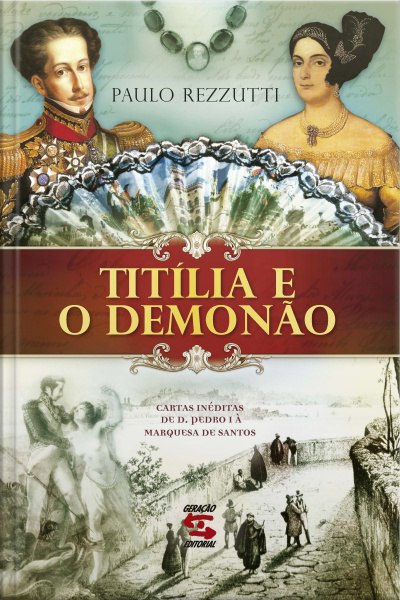 PAULO REZZUTTI
TITÍLIA E
O DEMONÃO
CARTAS INÉDITAS
DE D. PEDRO I À
MARQUESA DE SANTOS
GERAÇÃO
EDITORIAL